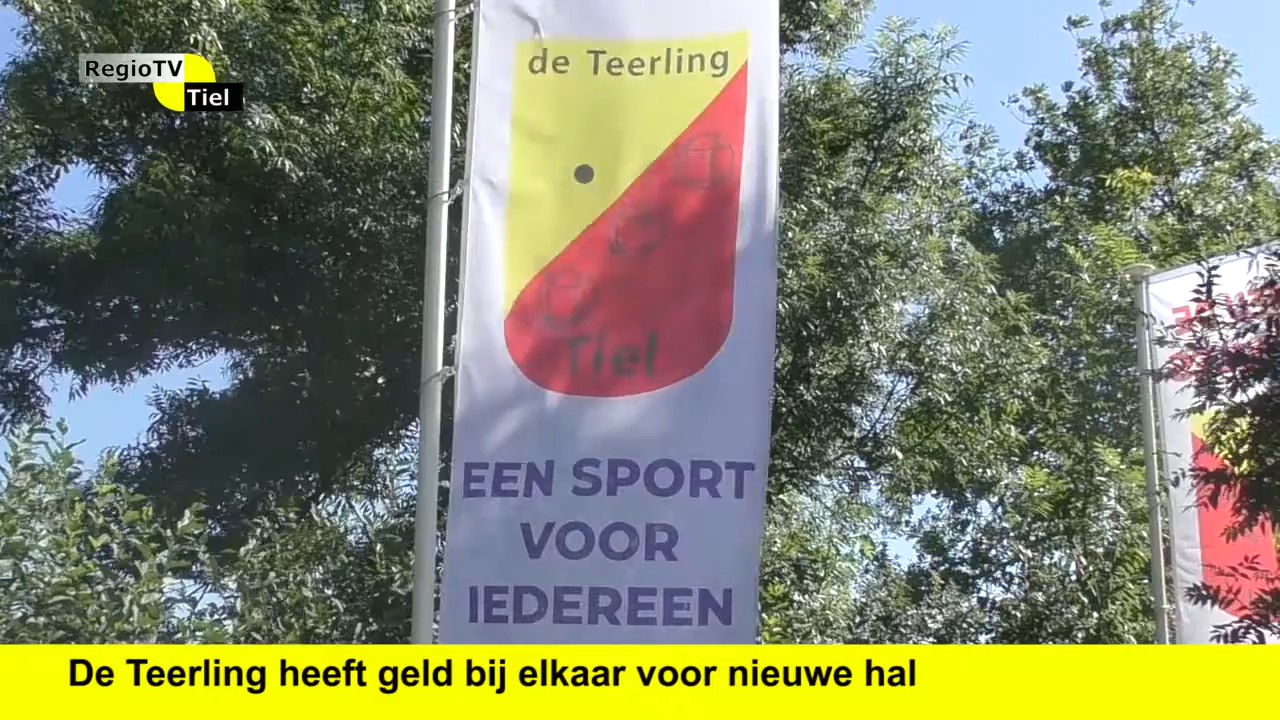 RegioTV
Tiel
de Teerling
Tiel
EEN SPORT
VOOR
IEDEREEN
De Teerling heeft geld bij elkaar voor nieuwe hal